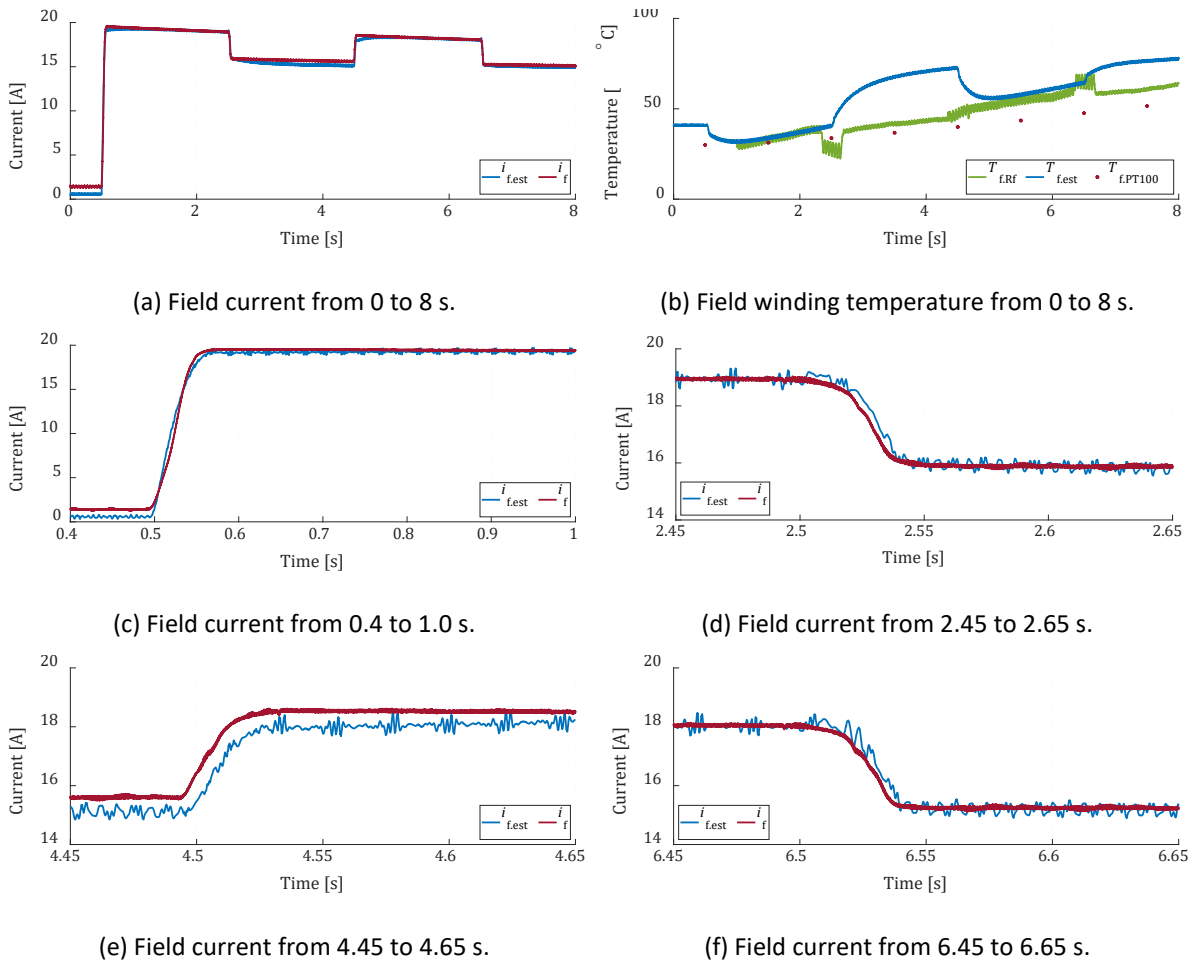 20
15
10
5
0
Current [A]
0 2 4 6 8
Time [s]
i f.est i f
(a) Field current from 0 to 8 s.
100
50
0
Temperature [ °C]
0 2 4 6 8
Time [s]
T f.Rf T f.est T f.PT100
(b) Field winding temperature from 0 to 8 s.
20
15
10
5
0
Current [A]
0.4 0.5 0.6 0.7 0.8 0.9 1
Time [s]
i f.est i f
(c) Field current from 0.4 to 1.0 s.
20
18
16
14
Current [A]
2.45 2.5 2.55 2.6 2.65
Time [s]
i f.est i f
(d) Field current from 2.45 to 2.65 s.
20
18
16
14
Current [A]
4.45 4.5 4.55 4.6 4.65
Time [s]
i f.est i f
(e) Field current from 4.45 to 4.65 s.
20
18
16
14
Current [A]
6.45 6.5 6.55 6.6 6.65
Time [s]
i f.est i f
(f) Field current from 6.45 to 6.65 s.